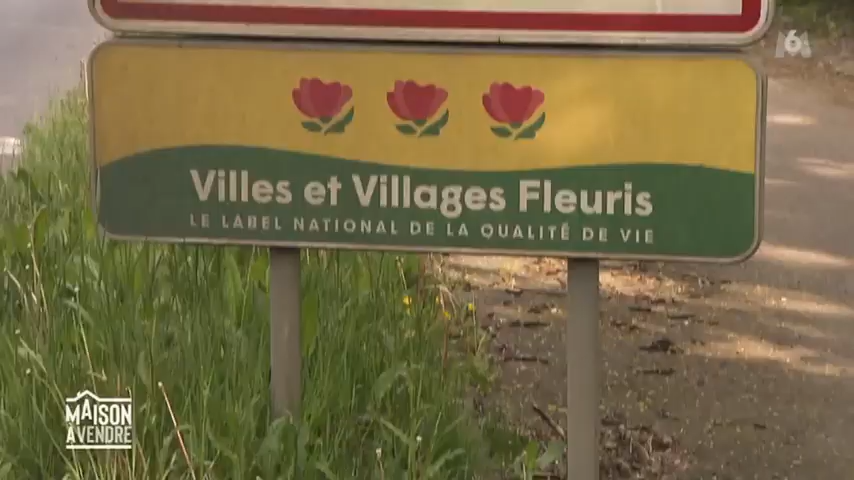 6
Villes et Villages Fleuris
LE LABEL NATIONAL DE LA QUALITÉ DE VIE
MAISON
À VENDRE